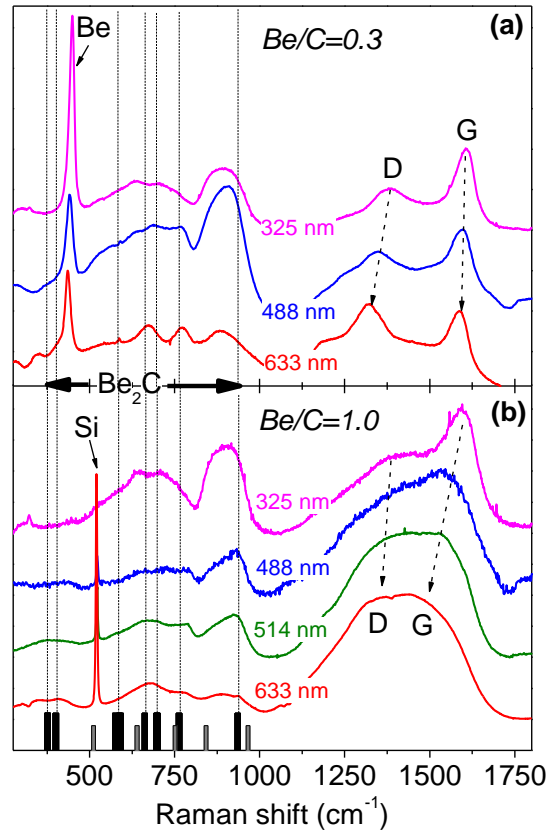 (a)
Be
Be/C=0.3
G
D
325 nm
488 nm
633 nm
Be₂C
(b)
Be/C=1.0
Si
325 nm
488 nm
514 nm
D G
633 nm
500 750 1000 1250 1500 1750
Raman shift (cm⁻¹)